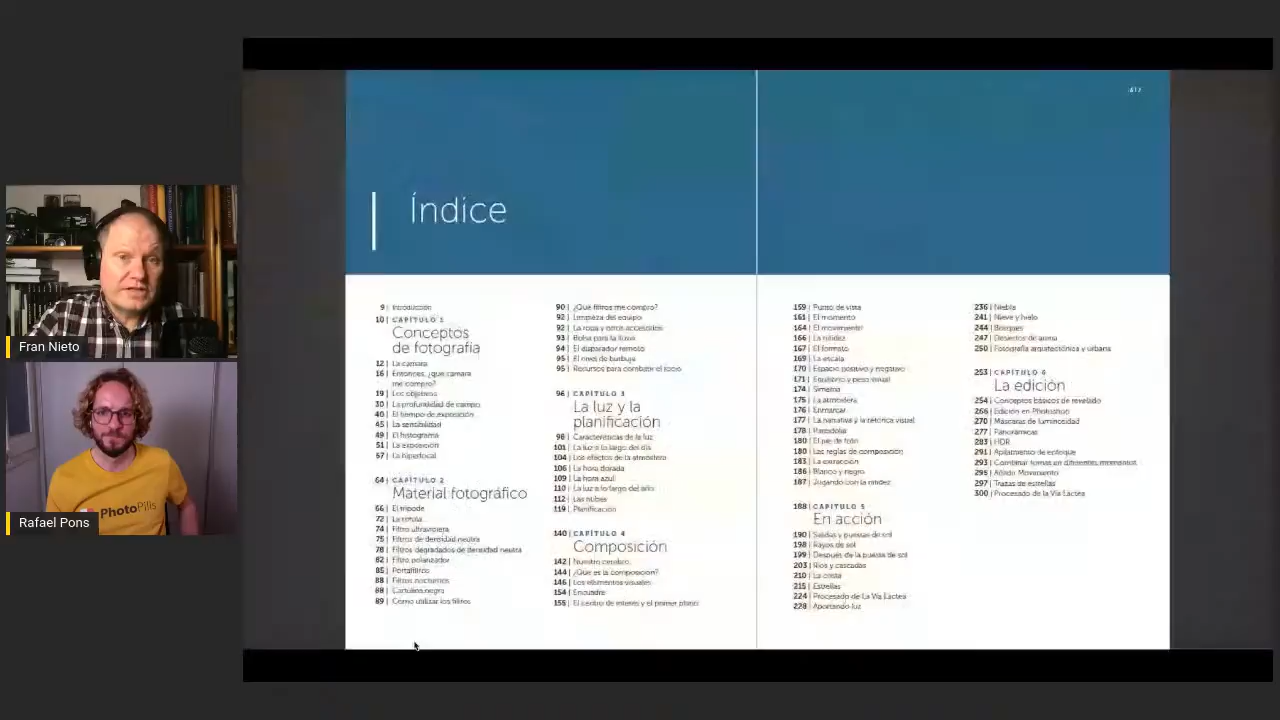 Fran Nieto
PhotoPills
Rafael Pons
Índice
9 | Introducción
10 | CAPÍTULO 1
Conceptos
de fotografía
12 | La cámara
16 | Entonces, ¿qué cámara
me compro?
19 | Los objetivos
30 | La profundidad de campo
40 | El tiempo de exposición
45 | La sensibilidad
49 | El histograma
51 | La exposición
57 | La hiperfocal
64 | CAPÍTULO 2
Material fotográfico
66 | El trípode
72 | La rótula
74 | Filtro ultravioleta
75 | Filtros de densidad neutra
78 | Filtros degradados de densidad neutra
82 | Filtro polarizador
85 | Portafiltros
88 | Filtros nocturnos
88 | Cartulina negra
89 | Cómo utilizar los filtros
90 | ¿Qué filtros me compro?
92 | Limpieza del equipo
92 | La ropa y otros accesorios
93 | Bolsa para la lluvia
94 | El disparador remoto
95 | El nivel de burbuja
95 | Recursos para combatir el rocío
96 | CAPÍTULO 3
La luz y la
planificación
98 | Características de la luz
101 | La luz a lo largo del día
104 | Los efectos de la atmósfera
106 | La hora dorada
109 | La hora azul
110 | La luz a lo largo del año
112 | Las nubes
119 | Planificación
140 | CAPÍTULO 4
Composición
142 | Nuestro cerebro
144 | ¿Qué es la composición?
146 | Los elementos visuales
154 | Encuadre
155 | El centro de interés y el primer plano
159 | Punto de vista
161 | El momento
164 | El movimiento
166 | La nitidez
167 | El formato
169 | La escala
170 | Espacio positivo y negativo
171 | Equilibrio y peso visual
174 | Simetría
175 | La atmósfera
176 | Enmarcar
177 | La narrativa y la retórica visual
178 | Pareidolia
180 | El pie de foto
180 | Las reglas de composición
183 | La abstracción
186 | Blanco y negro
187 | Jugando con la nitidez
188 | CAPÍTULO 5
En acción
190 | Salidas y puestas de sol
198 | Rayos de sol
199 | Después de la puesta de sol
203 | Ríos y cascadas
210 | La costa
215 | Estrellas
224 | Procesado de La Vía Láctea
228 | Aportando luz
236 | Niebla
241 | Nieve y hielo
244 | Bosques
247 | Desiertos de arena
250 | Fotografía arquitectónica y urbana
253 | CAPÍTULO 6
La edición
254 | Conceptos básicos de revelado
266 | Edición en Photoshop
270 | Máscaras de luminosidad
277 | Panorámicas
283 | HDR
291 | Apilamiento de enfoque
293 | Combinar tomas en diferentes momentos
295 | Añadir Movimiento
297 | Trazas de estrellas
300 | Procesado de la Vía Láctea